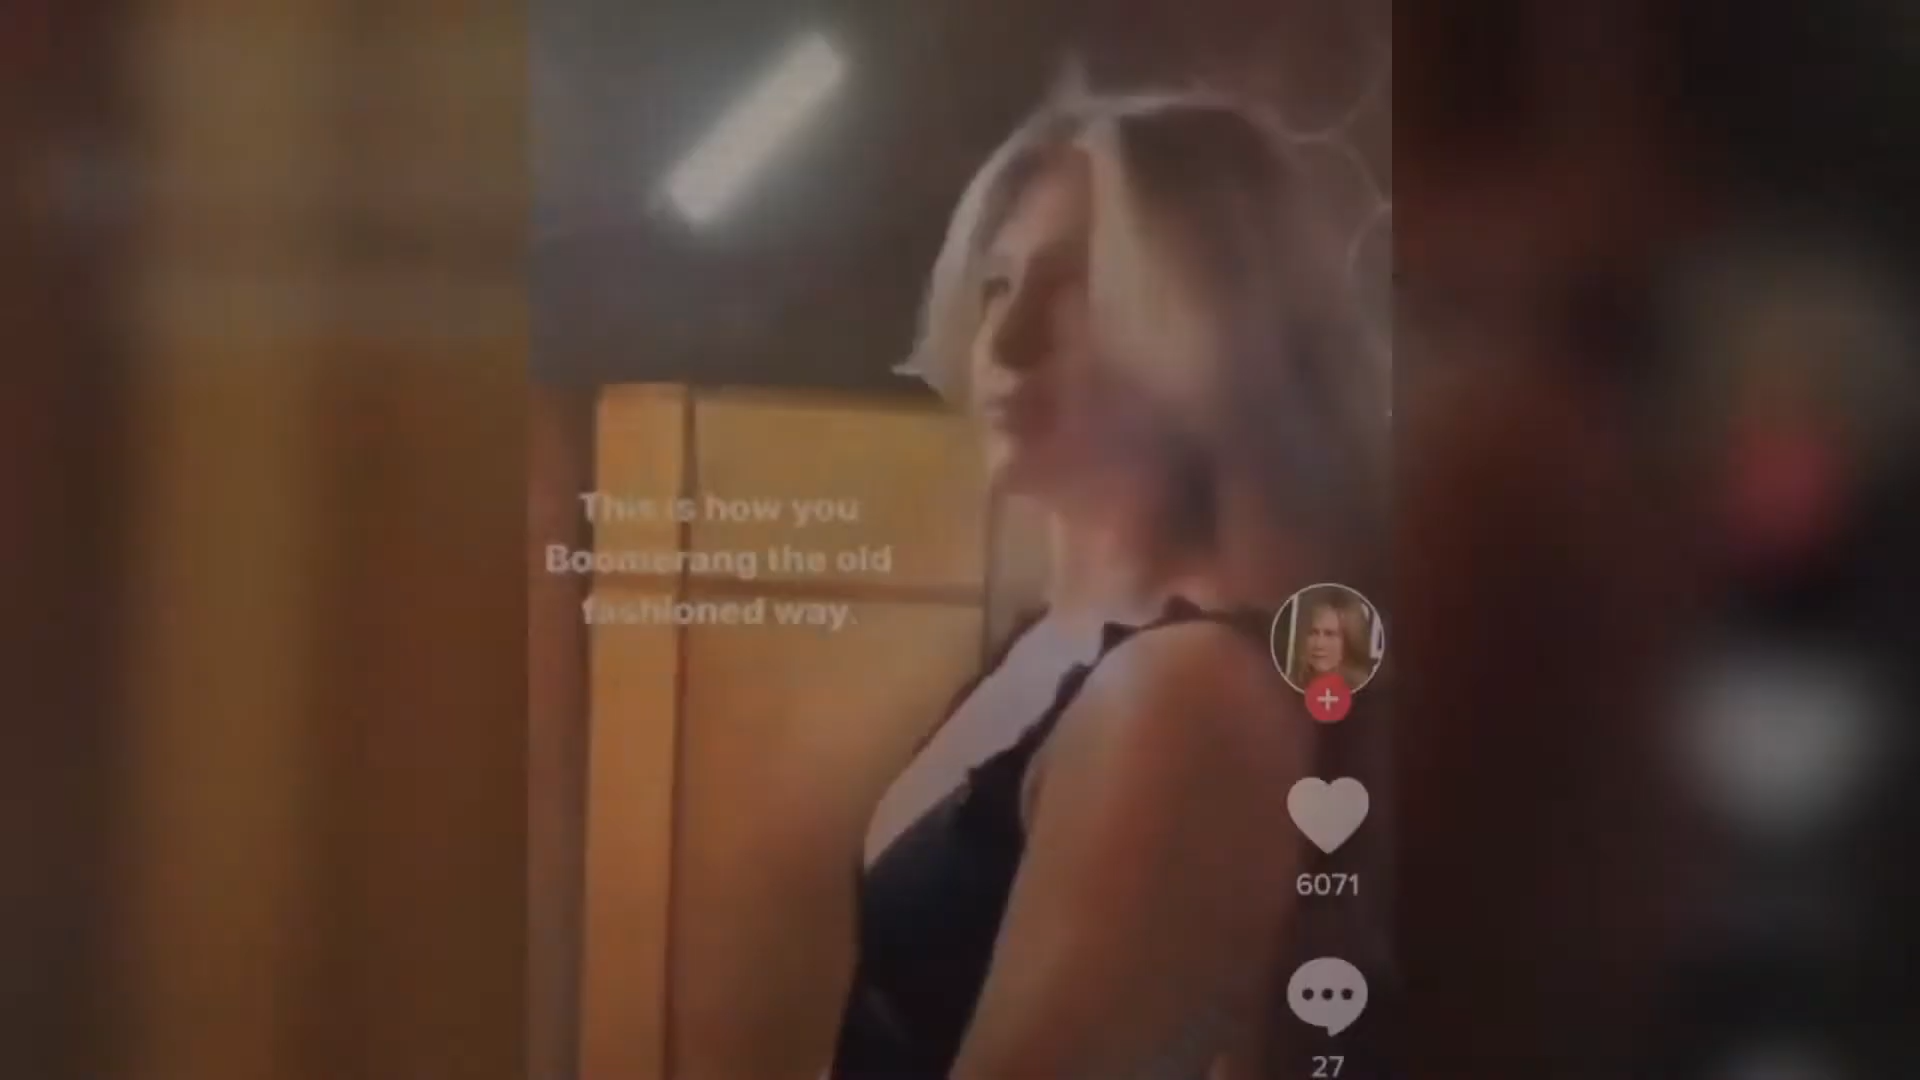 This is how you
Boomerang the old
fashioned way.
6071
27